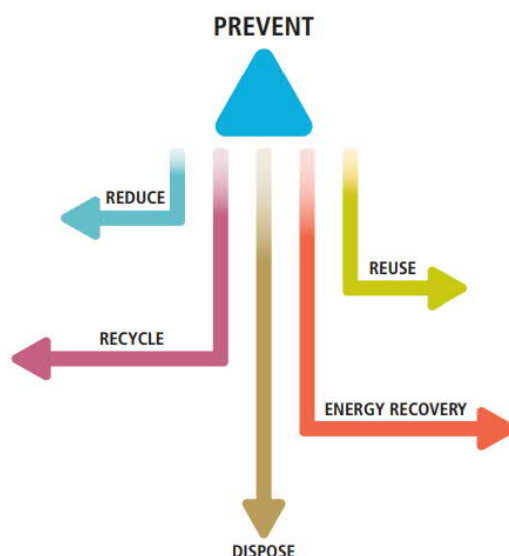 PREVENT
REDUCE
REUSE
RECYCLE
ENERGY RECOVERY
DISPOSE